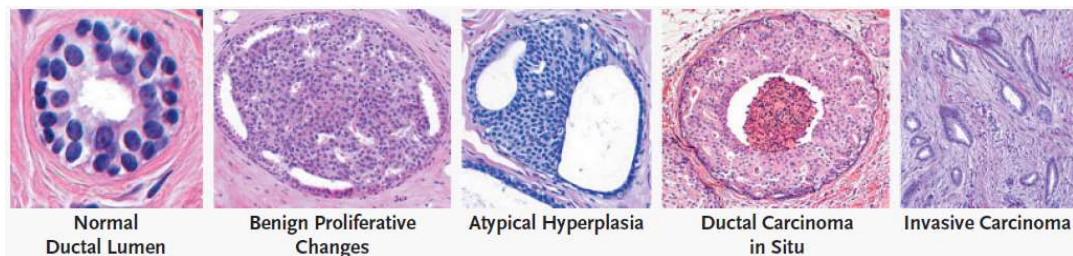 Normal
Ductal Lumen
Benign Proliferative
Changes
Atypical Hyperplasia
Ductal Carcinoma
in Situ
Invasive Carcinoma